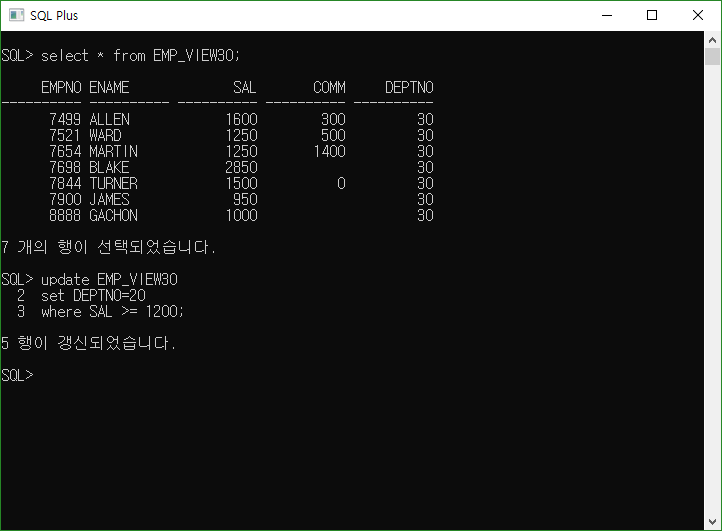 SQL Plus
SQL> select * from EMP_VIEW30;
     EMPNO ENAME             SAL       COMM     DEPTNO
---------- ---------- ---------- ---------- ----------
      7499 ALLEN            1600        300         30
      7521 WARD             1250        500         30
      7654 MARTIN           1250       1400         30
      7698 BLAKE            2850                    30
      7844 TURNER           1500          0         30
      7900 JAMES             950                    30
      8888 GACHON           1000                    30
7 개의 행이 선택되었습니다.
SQL> update EMP_VIEW30
  2  set DEPTNO=20
  3  where SAL >= 1200;
5 행이 갱신되었습니다.
SQL>